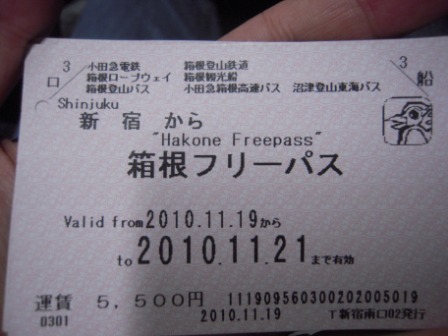 3 小田急電鉄 箱根登山鉄道 3
口 箱根ロープウェイ 箱根観光船 船
箱根登山バス 小田急箱根高速バス 沼津登山東海バス
Shinjuku
新宿から
"Hakone Freepass"
箱根フリーパス
Valid from 2010.11.19から
to 2010.11.21まで有効
運賃 5,500円 111909560300202005019
0301 2010.11.19 T新宿南口02発行